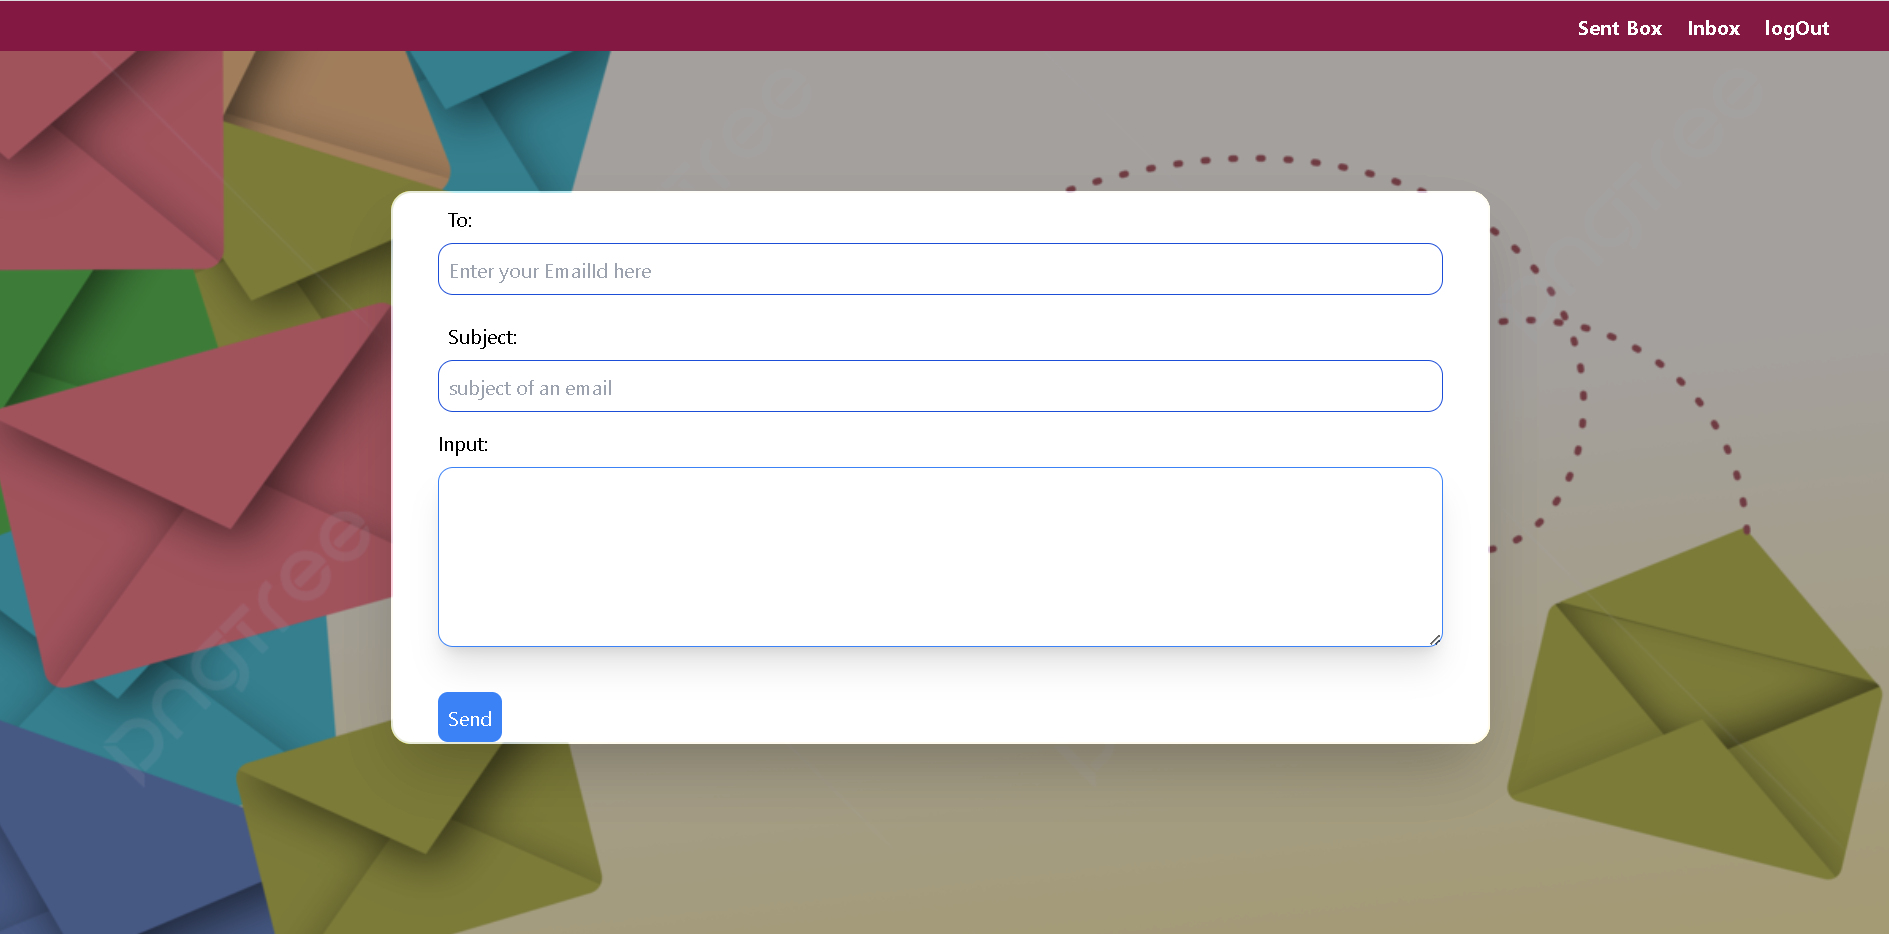 Sent Box Inbox logOut
To:
Enter your EmailId here
Subject:
subject of an email
Input:
Send
pngtree